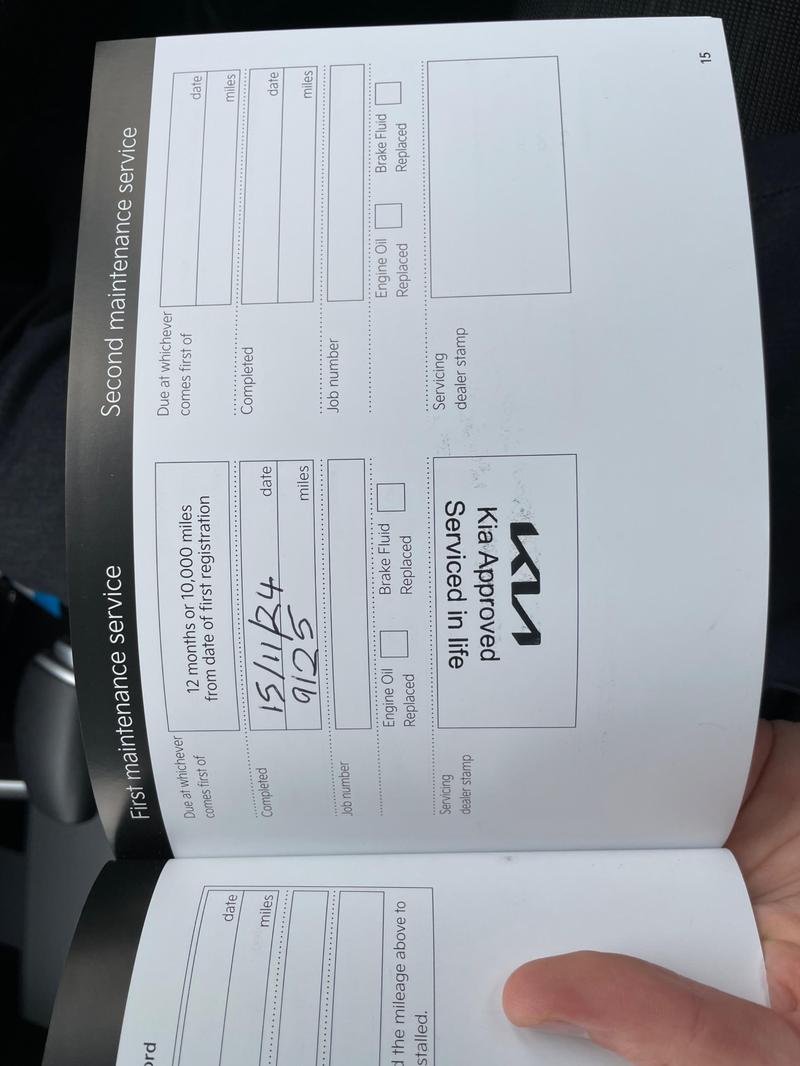 First maintenance service
Due at whichever
comes first of
12 months or 10,000 miles
from date of first registration
Completed
15/11/24 date
9125 miles
Job number
Engine Oil
Replaced
Brake Fluid
Replaced
Servicing
dealer stamp
KIA
Kia Approved
Serviced in life
Second maintenance service
Due at whichever
comes first of
date
miles
Completed
date
miles
Job number
Engine Oil
Replaced
Brake Fluid
Replaced
Servicing
dealer stamp
15
ord
date
miles
d the mileage above to
stalled.